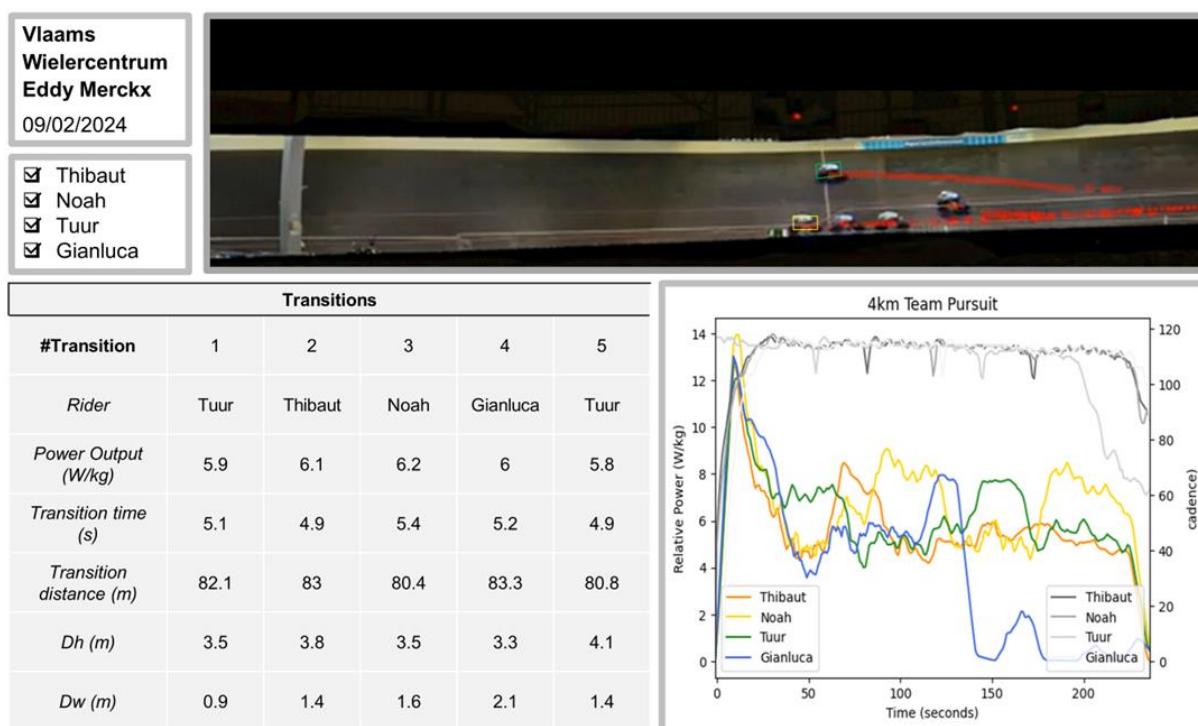 Vlaams
Wielercentrum
Eddy Merckx
09/02/2024
Thibaut
Noah
Tuur
Gianluca
Transitions
#Transition 1 2 3 4 5
Rider Tuur Thibaut Noah Gianluca Tuur
Power Output
(W/kg) 5.9 6.1 6.2 6 5.8
Transition time
(s) 5.1 4.9 5.4 5.2 4.9
Transition
distance (m) 82.1 83 80.4 83.3 80.8
Dh (m) 3.5 3.8 3.5 3.3 4.1
Dw (m) 0.9 1.4 1.6 2.1 1.4
4km Team Pursuit
Relative Power (W/kg)
14
12
10
8
6
4
2
0
120
100
80
60
40
20
0
cadence
Thibaut
Noah
Tuur
Gianluca
Thibaut
Noah
Tuur
Gianluca
0 50 100 150 200
Time (seconds)